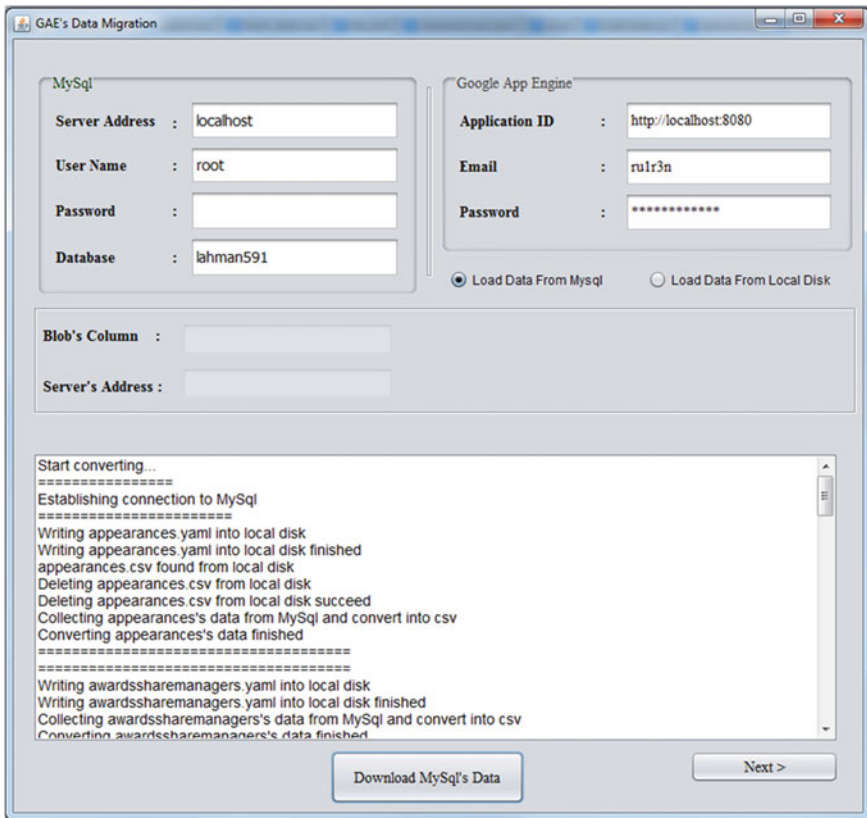 GAE's Data Migration
MySql
Server Address : localhost
User Name : root
Password :
Database : lahman591
Google App Engine
Application ID : http://localhost:8080
Email : ru1r3n
Password : ************
Load Data From Mysql Load Data From Local Disk
Blob's Column :
Server's Address :
Start converting...
================
Establishing connection to MySql
=======================
Writing appearances.yaml into local disk
Writing appearances.yaml into local disk finished
appearances.csv found from local disk
Deleting appearances.csv from local disk
Deleting appearances.csv from local disk succeed
Collecting appearances's data from MySql and convert into csv
Converting appearances's data finished
=====================================
=====================================
Writing awardssharemanagers.yaml into local disk
Writing awardssharemanagers.yaml into local disk finished
Collecting awardssharemanagers's data from MySql and convert into csv
Converting awardssharemanagers's data finished
Download MySql's Data
Next >